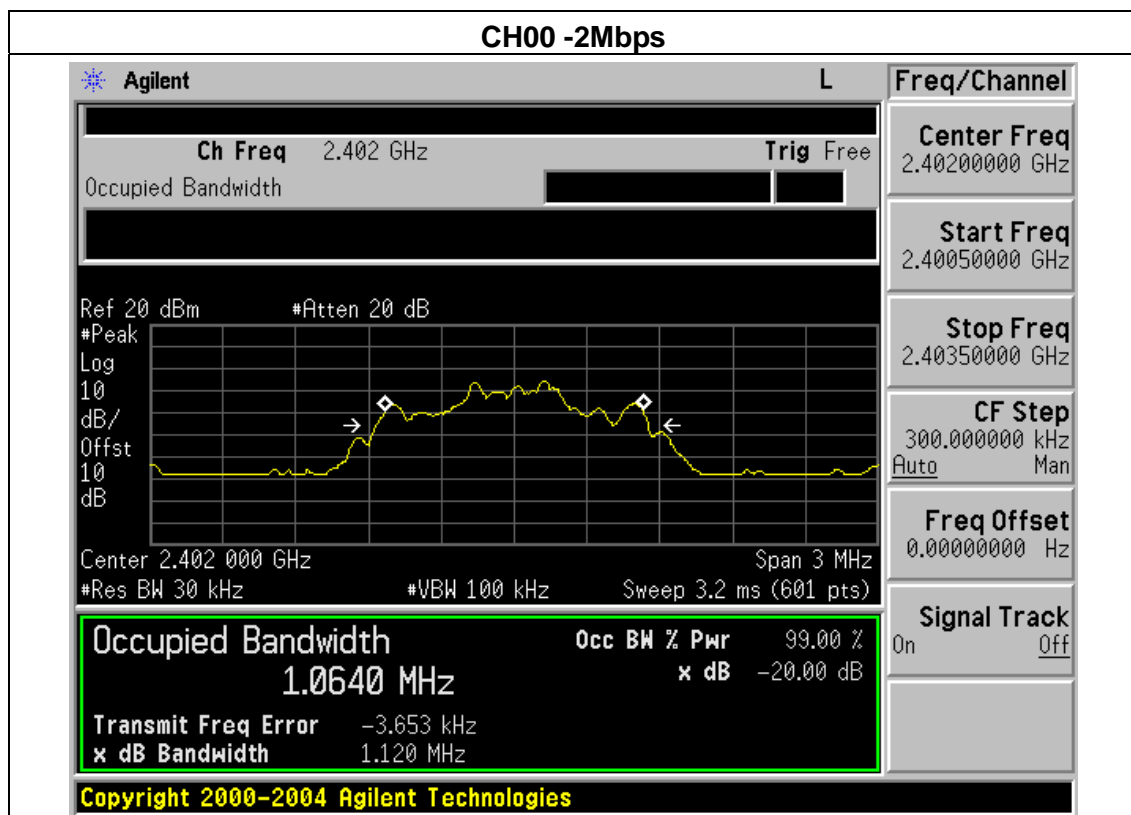 CH00 -2Mbps
Agilent L Freq/Channel
Ch Freq 2.402 GHz Trig Free
Occupied Bandwidth
Center Freq
2.40200000 GHz
Start Freq
2.40050000 GHz
Stop Freq
2.40350000 GHz
CF Step
300.000000 kHz
Auto Man
Freq Offset
0.00000000 Hz
Signal Track
On Off
Ref 20 dBm #Atten 20 dB
#Peak
Log
10
dB/
Offst
10
dB
Center 2.402 000 GHz Span 3 MHz
#Res BW 30 kHz #VBW 100 kHz Sweep 3.2 ms (601 pts)
Occupied Bandwidth Occ BW % Pwr 99.00 %
1.0640 MHz x dB -20.00 dB
Transmit Freq Error -3.653 kHz
x dB Bandwidth 1.120 MHz
Copyright 2000-2004 Agilent Technologies